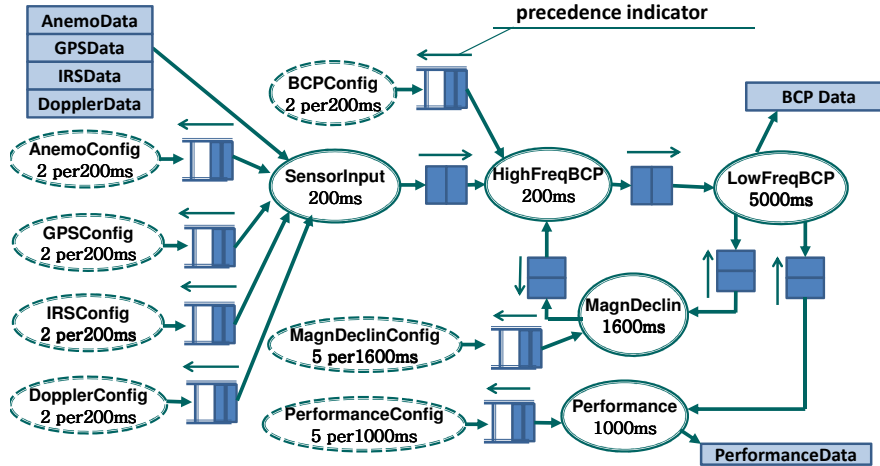 precedence indicator
AnemoData
GPSData
IRSData
DopplerData
BCPConfig
2 per200ms
BCP Data
AnemoConfig
2 per200ms
SensorInput
200ms
HighFreqBCP
200ms
LowFreqBCP
5000ms
GPSConfig
2 per200ms
IRSConfig
2 per200ms
MagnDeclinConfig
5 per1600ms
MagnDeclin
1600ms
DopplerConfig
2 per200ms
PerformanceConfig
5 per1000ms
Performance
1000ms
PerformanceData